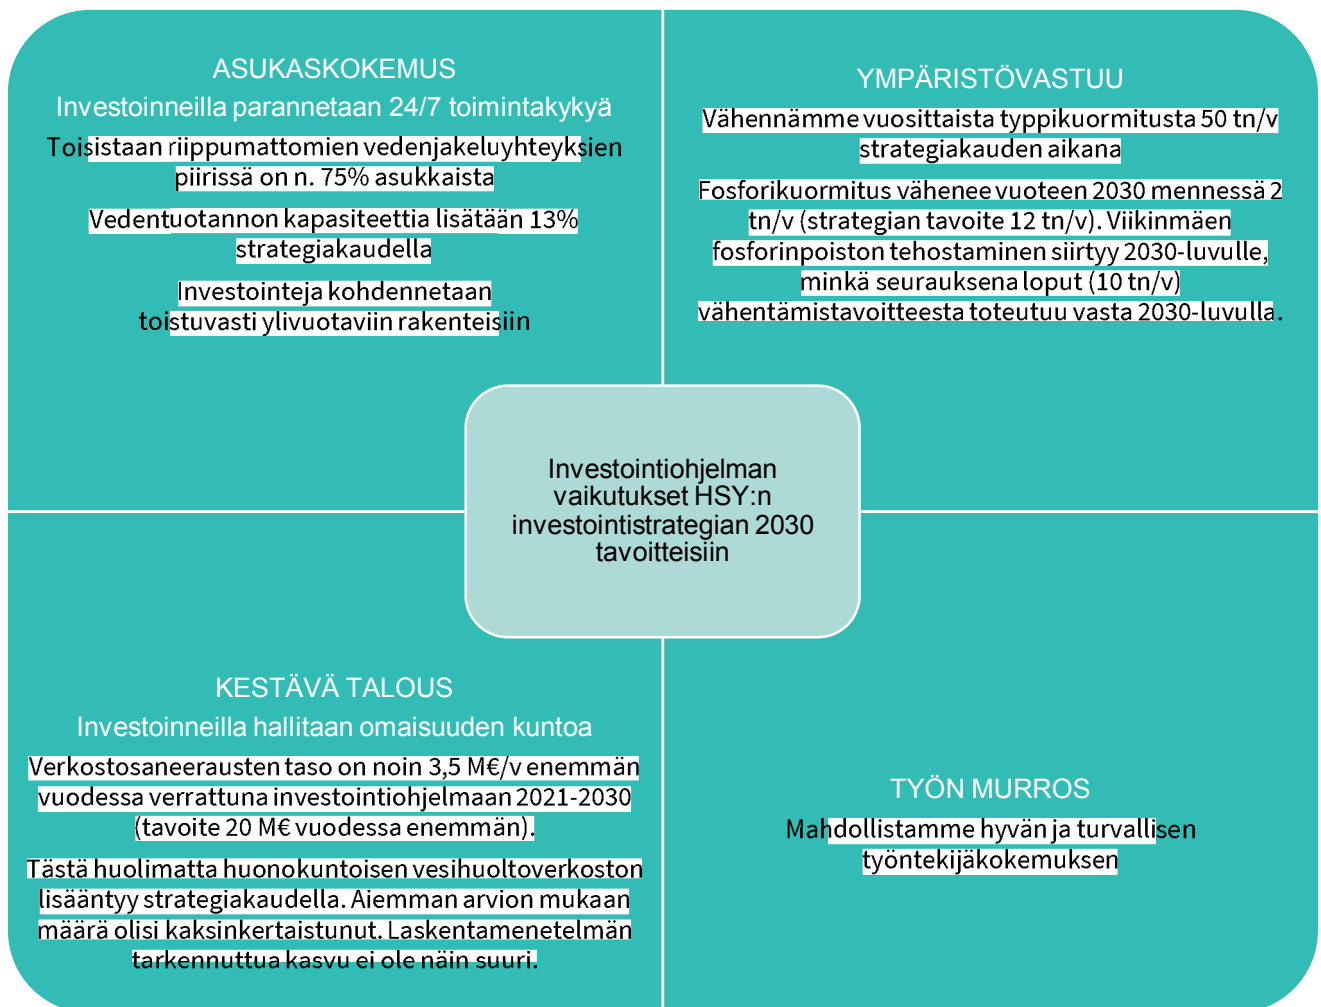 ASUKASKOKEMUS
Investoinneilla parannetaan 24/7 toimintakykyä
Toisistaan riippumattomien vedenjakeluyhteyksien
piirissä on n. 75% asukkaista
Vedentuotannon kapasiteettia lisätään 13%
strategiakaudella
Investointeja kohdennetaan
toistuvasti ylivuotaviin rakenteisiin
YMPÄRISTÖVASTUU
Vähennämme vuosittaista typpikuormitusta 50 tn/v
strategiakauden aikana
Fosforikuormitus vähenee vuoteen 2030 mennessä 2
tn/v (strategian tavoite 12 tn/v). Viikinmäen
fosforinpoiston tehostaminen siirtyy 2030-luvulle,
minkä seurauksena loput (10 tn/v)
vähentämistavoitteesta toteutuu vasta 2030-luvulla.
Investointiohjelman
vaikutukset HSY:n
investointistrategian 2030
tavoitteisiin
KESTÄVÄ TALOUS
Investoinneilla hallitaan omaisuuden kuntoa
Verkostosaneerausten taso on noin 3,5 M€/v enemmän
vuodessa verrattuna investointiohjelmaan 2021-2030
(tavoite 20 M€ vuodessa enemmän).
Tästä huolimatta huonokuntoisen vesihuoltoverkoston
lisääntyy strategiakaudella. Aiemman arvion mukaan
määrä olisi kaksinkertaistunut. Laskentamenetelmän
tarkennuttua kasvu ei ole näin suuri.
TYÖN MURROS
Mahdollistamme hyvän ja turvallisen
työntekijäkokemuksen